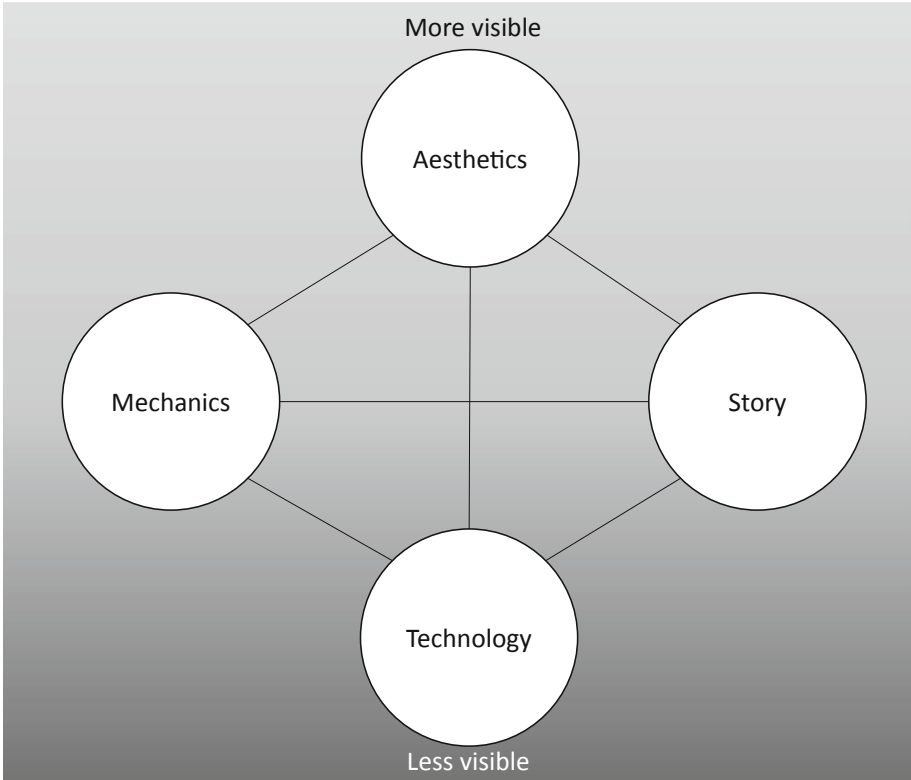 More visible
Aesthetics
Mechanics
Story
Technology
Less visible